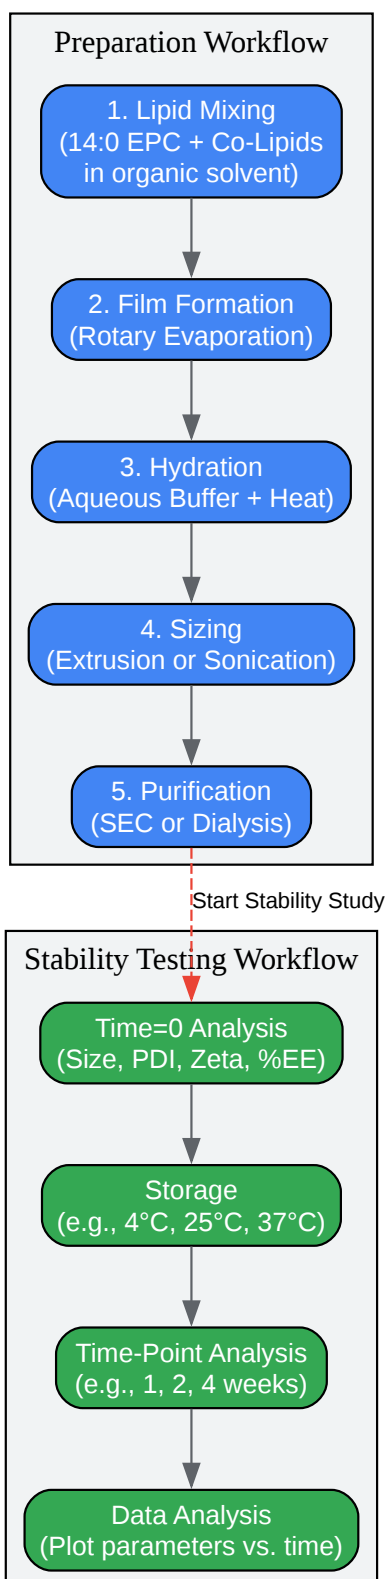 Preparation Workflow
1. Lipid Mixing
(14:0 EPC + Co-Lipids
in organic solvent)
2. Film Formation
(Rotary Evaporation)
3. Hydration
(Aqueous Buffer + Heat)
4. Sizing
(Extrusion or Sonication)
5. Purification
(SEC or Dialysis)
Start Stability Study
Stability Testing Workflow
Time=0 Analysis
(Size, PDI, Zeta, %EE)
Storage
(e.g., 4°C, 25°C, 37°C)
Time-Point Analysis
(e.g., 1, 2, 4 weeks)
Data Analysis
(Plot parameters vs. time)